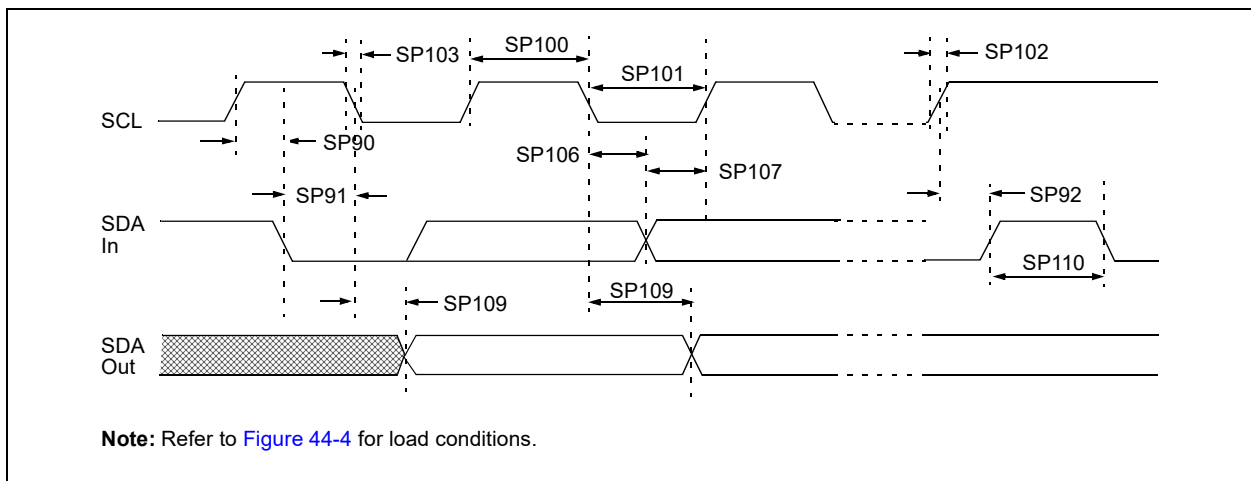 SP103
SP100
SP101
SP102
SCL
SP90
SP106
SP107
SP91
SP92
SDA
In
SP110
SP109
SP109
SDA
Out
Note: Refer to Figure 44-4 for load conditions.